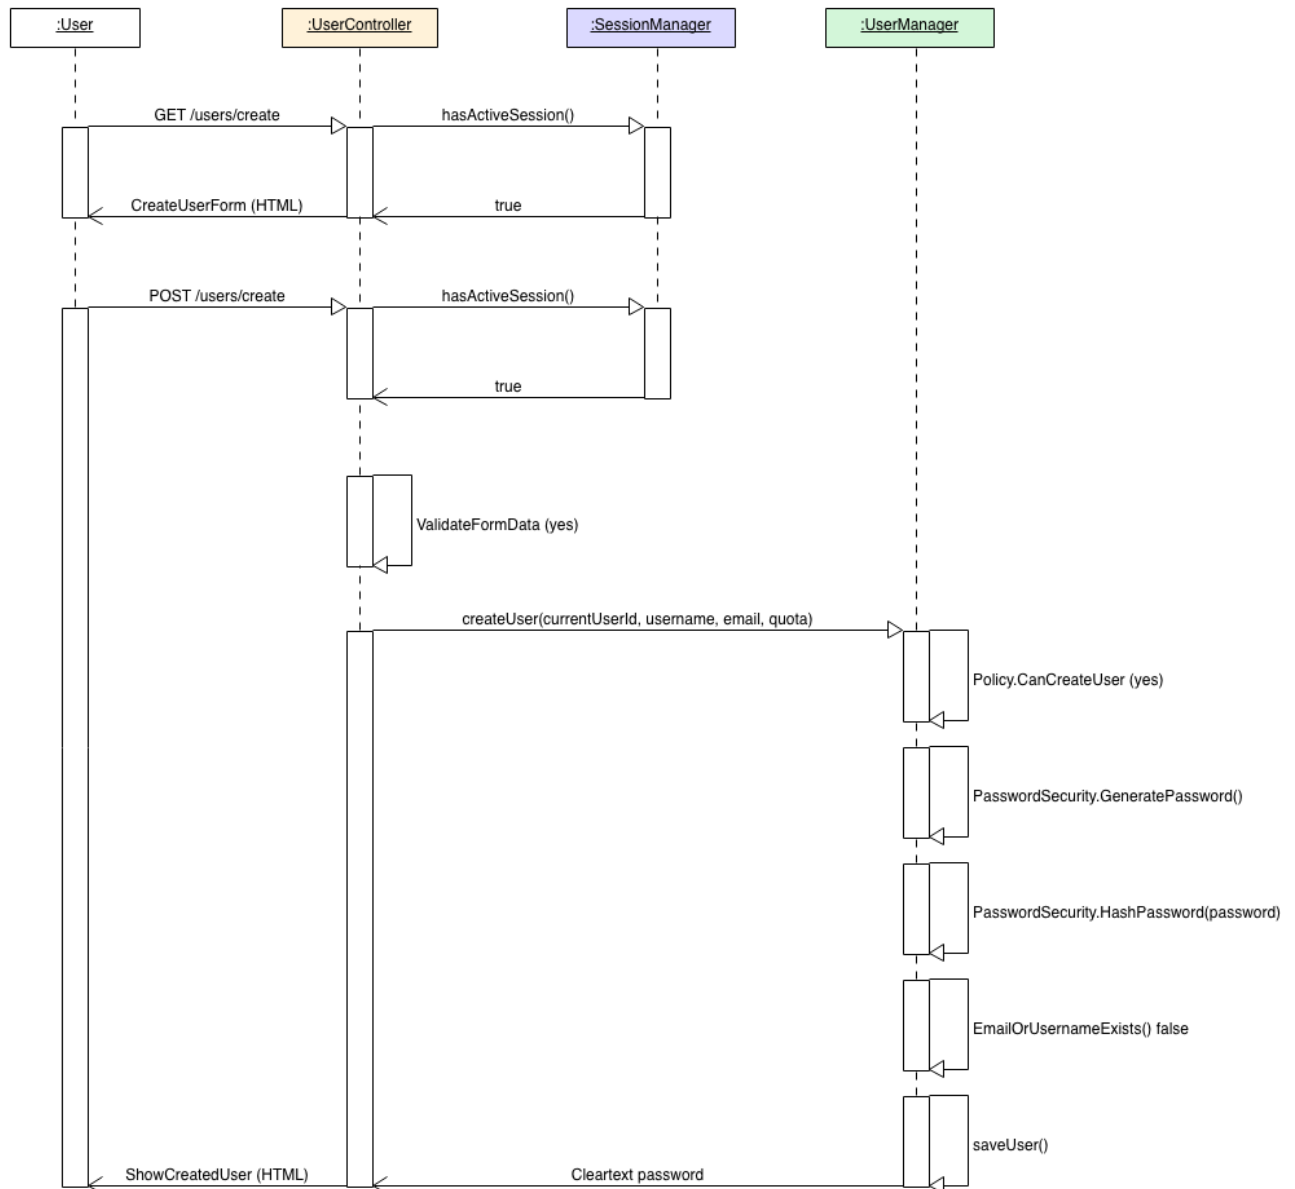 :User
:UserController
:SessionManager
:UserManager
GET /users/create
hasActiveSession()
CreateUserForm (HTML)
true
POST /users/create
hasActiveSession()
true
ValidateFormData (yes)
createUser(currentUserId, username, email, quota)
Policy.CanCreateUser (yes)
PasswordSecurity.GeneratePassword()
PasswordSecurity.HashPassword(password)
EmailOrUsernameExists() false
saveUser()
ShowCreatedUser (HTML)
Cleartext password